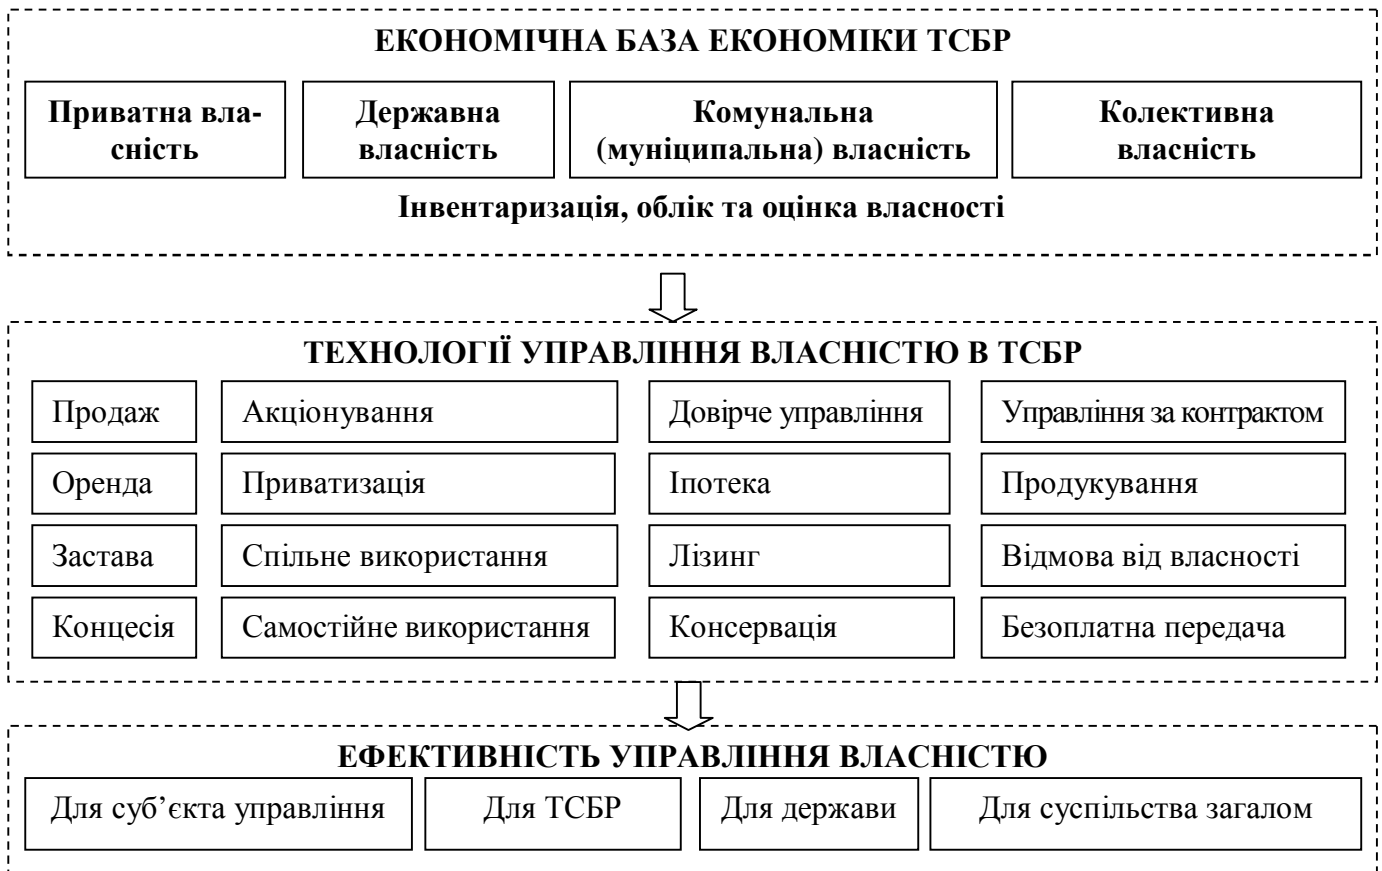 ЕКОНОМІЧНА БАЗА ЕКОНОМІКИ ТСБР
Приватна вла-
сність
Державна
власність
Комунальна
(муніципальна) власність
Колективна
власність
Інвентаризація, облік та оцінка власності
ТЕХНОЛОГІЇ УПРАВЛІННЯ ВЛАСНІСТЮ В ТСБР
Продаж
Акціонування
Довірче управління
Управління за контрактом
Оренда
Приватизація
Іпотека
Продукування
Застава
Спільне використання
Лізинг
Відмова від власності
Концесія
Самостійне використання
Консервація
Безоплатна передача
ЕФЕКТИВНІСТЬ УПРАВЛІННЯ ВЛАСНІСТЮ
Для суб’єкта управління
Для ТСБР
Для держави
Для суспільства загалом